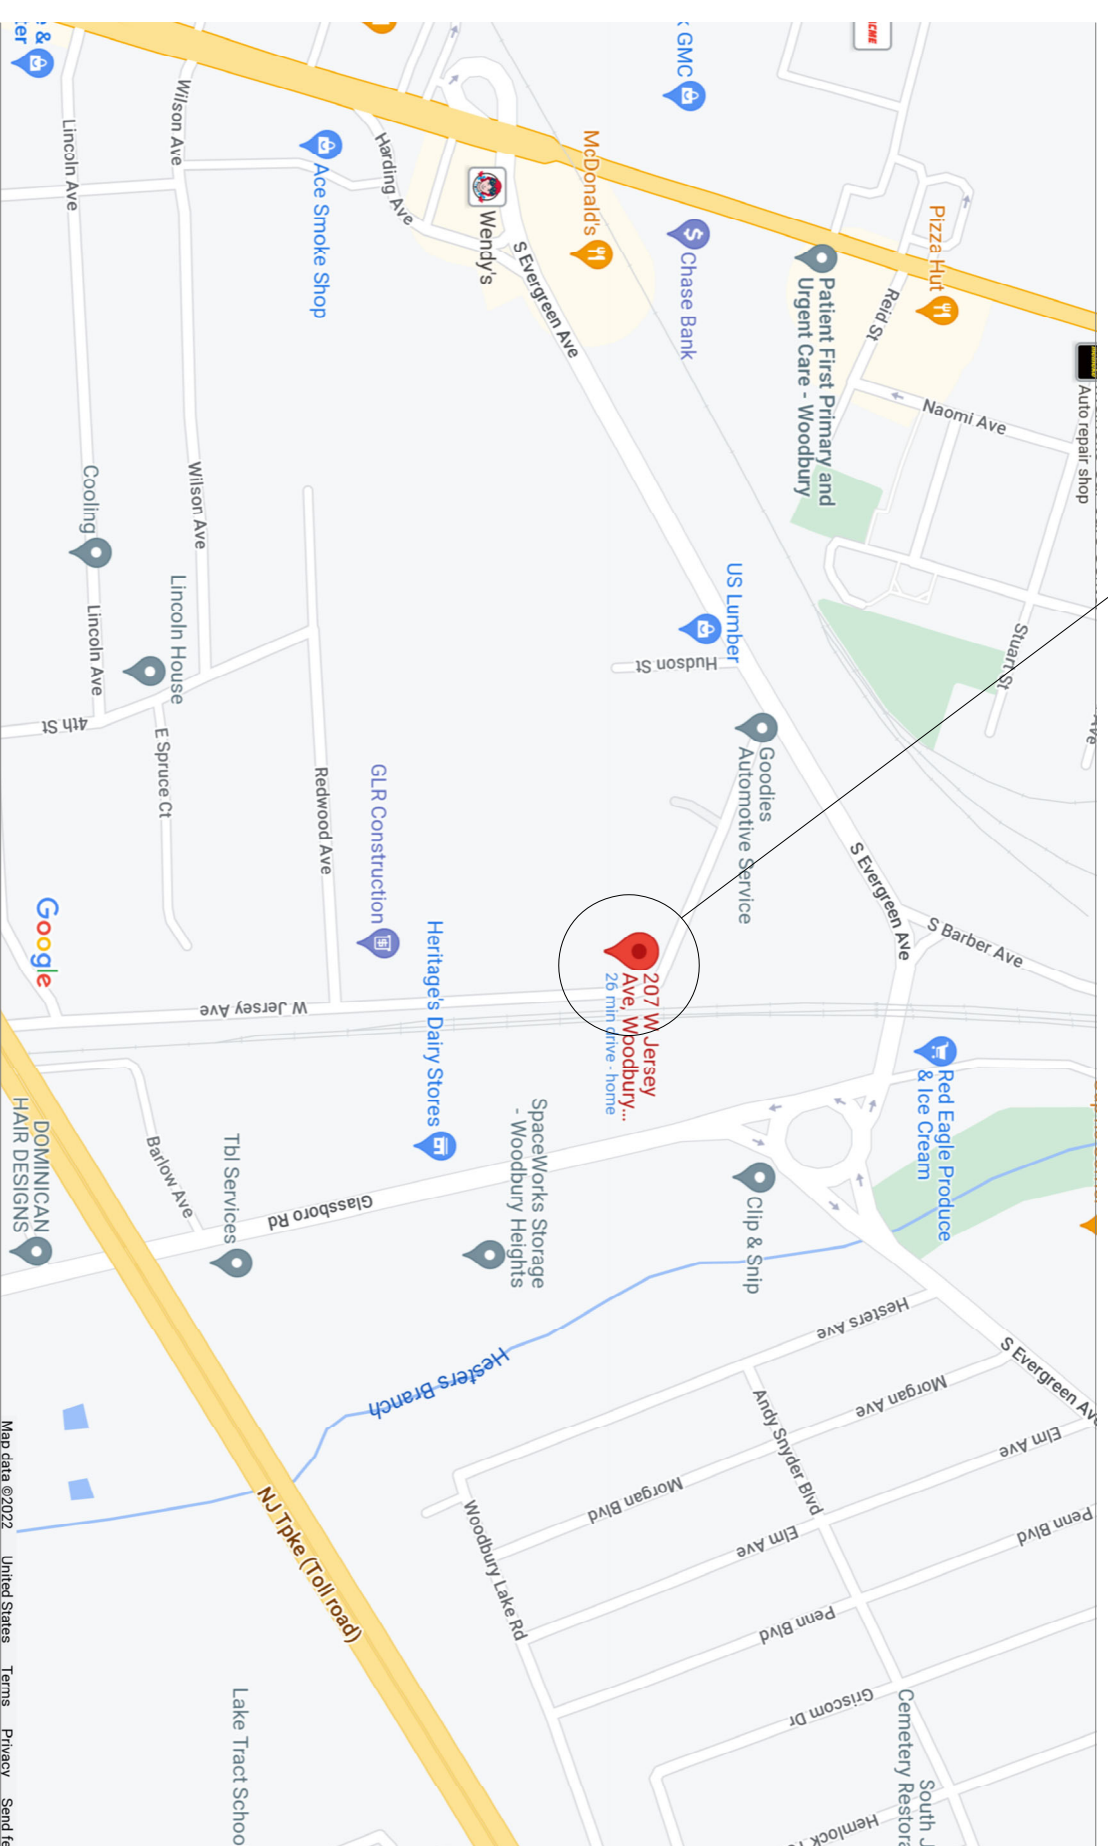 Wilson Ave
Lincoln Ave
Harding Ave
Ace Smoke Shop
Wendy's
McDonald's
GMC
ACME
Chase Bank
Pizza Hut
Patient First Primary and
Urgent Care - Woodbury
Reid St
Naomi Ave
Auto repair shop
S Evergreen Ave
US Lumber
Hudson St
Stuart St
Ave
Cooling
Wilson Ave
Lincoln House
Lincoln Ave
4th St
E Spruce Ct
Redwood Ave
GLR Construction
Goodies
Automotive Service
S Evergreen Ave
S Barber Ave
207 W Jersey
Ave, Woodbury...
26 min drive - home
W Jersey Ave
Heritage's Dairy Stores
Red Eagle Produce
& Ice Cream
SpaceWorks Storage
- Woodbury Heights
Clip & Snip
Glassboro Rd
Barlow Ave
Tbl Services
DOMINICAN
HAIR DESIGNS
Hesters Branch
Hesters Ave
Morgan Ave
S Evergreen Ave
Elm Ave
Andy Snyder Blvd
Morgan Blvd
Elm Ave
Penn Blvd
Penn Blvd
Woodbury Lake Rd
NJ Tpke (Toll road)
Griscom Dr
Cemetery Restora
South J
Hemlock T
Lake Tract Schoo
Google
Map data ©2022 United States Terms Privacy Send fe